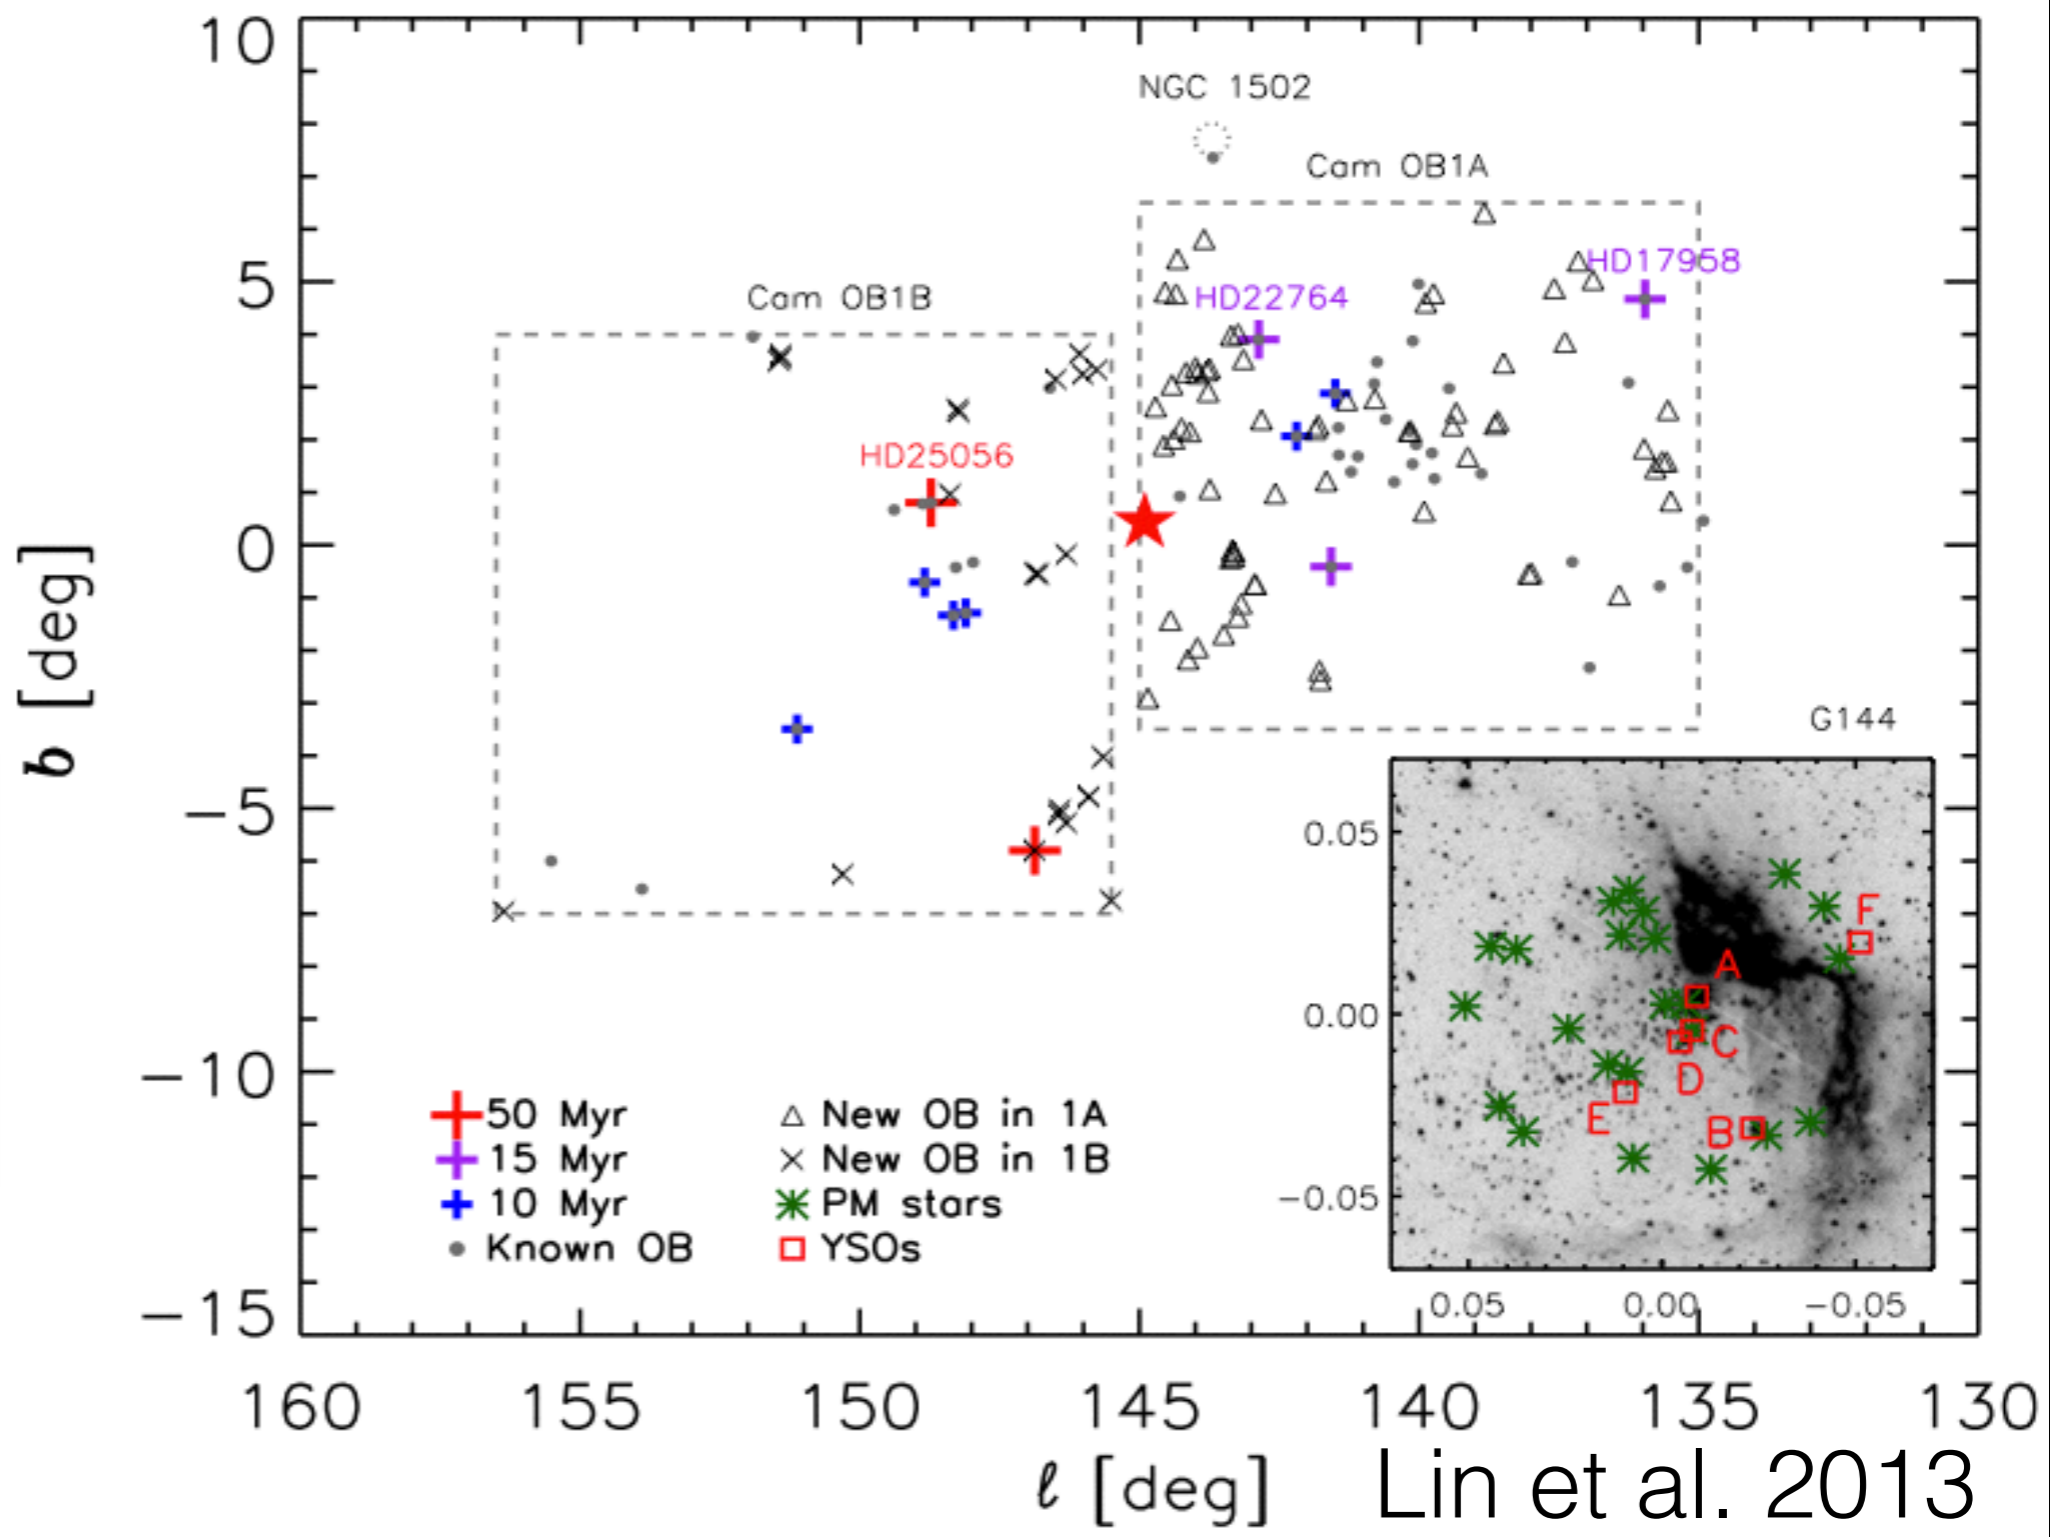 10
NGC 1502
Cam OB1A
HD17958
5
Cam OB1B
HD22764
HD25056
0
b [deg]
G144
−5
0.05
F
A
−10
0.00
C
D
50 Myr
New OB in 1A
E
B
15 Myr
New OB in 1B
10 Myr
PM stars
−0.05
Known OB
YSOs
−15
0.05
0.00
−0.05
160
155
150
145
140
135
130
ℓ [deg]
Lin et al. 2013